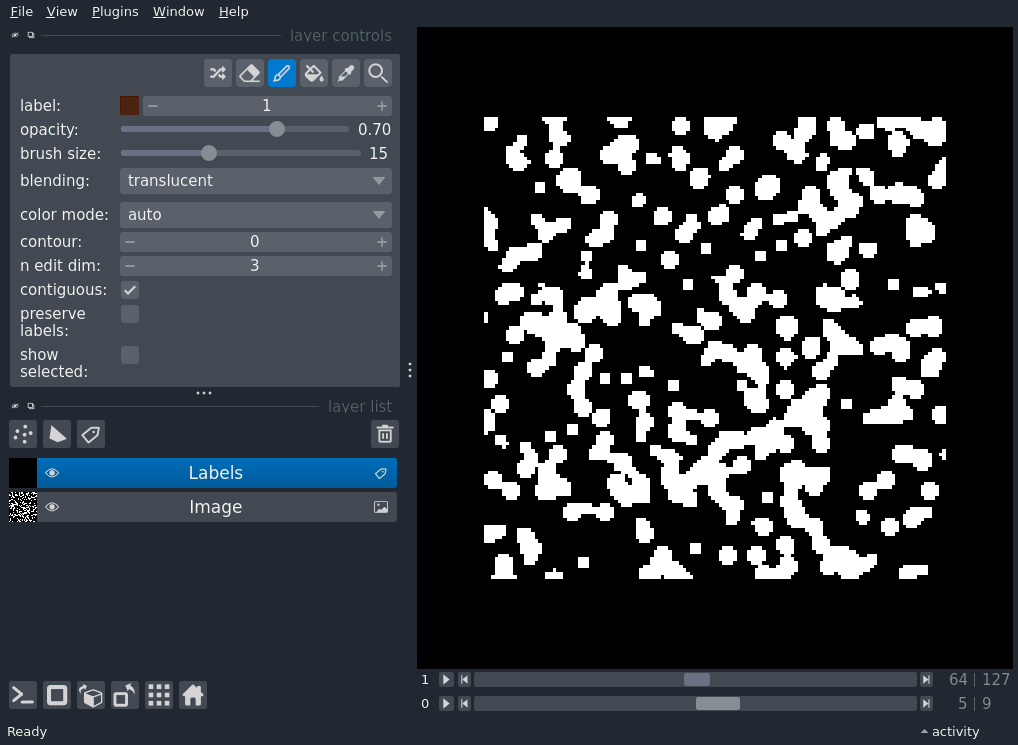 File View Plugins Window Help
layer controls
label: 1
opacity: 0.70
brush size: 15
blending: translucent
color mode: auto
contour: 0
n edit dim: 3
contiguous:
preserve
labels:
show
selected:
layer list
Labels
Image
1 64 | 127
0 5 | 9
Ready activity